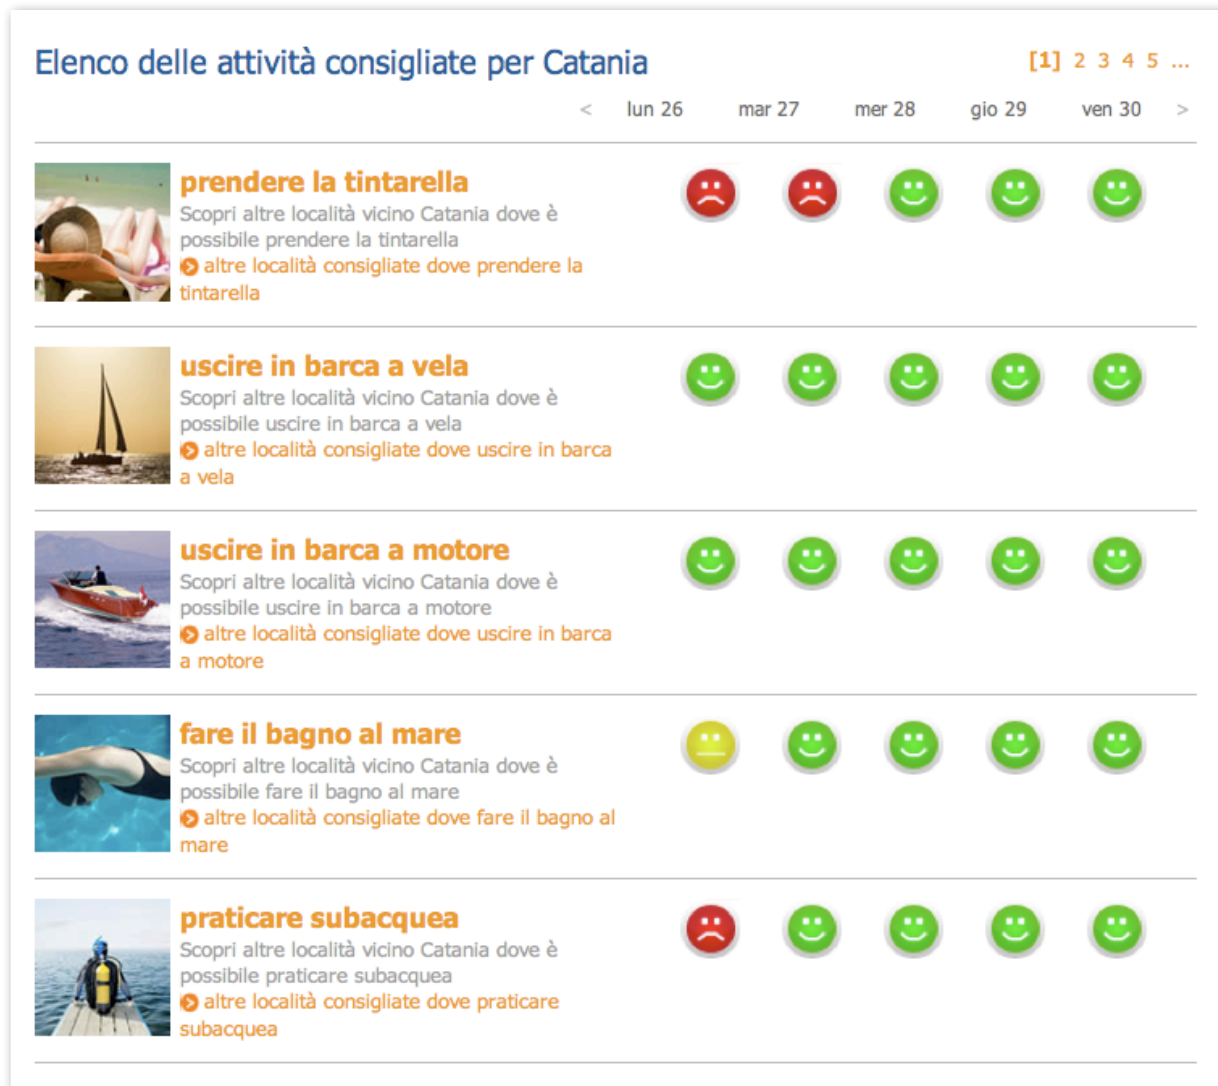 Elenco delle attività consigliate per Catania
[1] 2 3 4 5 ...
< lun 26 mar 27 mer 28 gio 29 ven 30 >
prendere la tintarella
Scopri altre località vicino Catania dove è
possibile prendere la tintarella
altre località consigliate dove prendere la
tintarella
uscire in barca a vela
Scopri altre località vicino Catania dove è
possibile uscire in barca a vela
altre località consigliate dove uscire in barca
a vela
uscire in barca a motore
Scopri altre località vicino Catania dove è
possibile uscire in barca a motore
altre località consigliate dove uscire in barca
a motore
fare il bagno al mare
Scopri altre località vicino Catania dove è
possibile fare il bagno al mare
altre località consigliate dove fare il bagno al
mare
praticare subacquea
Scopri altre località vicino Catania dove è
possibile praticare subacquea
altre località consigliate dove praticare
subacquea